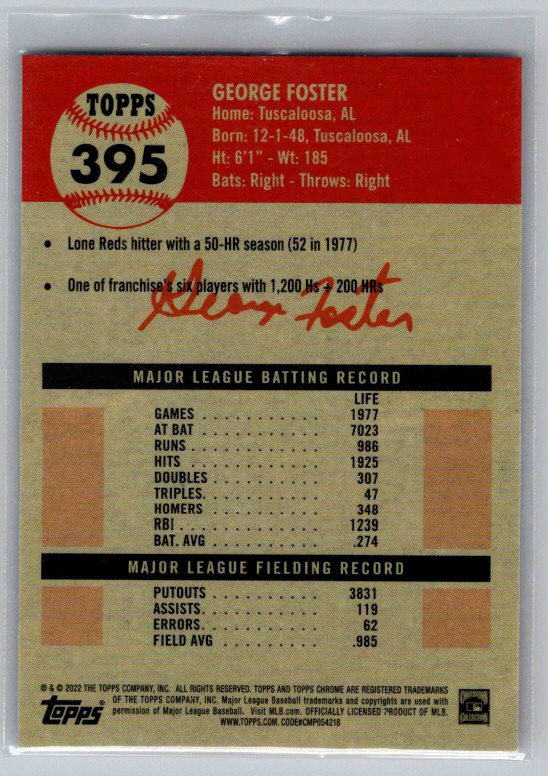 TOPPS
395
GEORGE FOSTER
Home: Tuscaloosa, AL
Born: 12-1-48, Tuscaloosa, AL
Ht: 6'1" - Wt: 185
Bats: Right - Throws: Right
• Lone Reds hitter with a 50-HR season (52 in 1977)
• One of franchise's six players with 1,200 Hs + 200 HRs
George Foster
MAJOR LEAGUE BATTING RECORD
LIFE
GAMES . . . . . . . . . . . 1977
AT BAT . . . . . . . . . . . 7023
RUNS . . . . . . . . . . . 986
HITS . . . . . . . . . . . 1925
DOUBLES . . . . . . . . . 307
TRIPLES. . . . . . . . . . 47
HOMERS . . . . . . . . . 348
RBI . . . . . . . . . . . . . 1239
BAT. AVG . . . . . . . . . .274
MAJOR LEAGUE FIELDING RECORD
PUTOUTS . . . . . . . . . 3831
ASSISTS. . . . . . . . . . 119
ERRORS. . . . . . . . . . 62
FIELD AVG . . . . . . . . .985
® & © 2022 THE TOPPS COMPANY, INC. ALL RIGHTS RESERVED. TOPPS AND TOPPS CHROME ARE REGISTERED TRADEMARKS
OF THE TOPPS COMPANY, INC. Major League Baseball trademarks and copyrights are used with
permission of Major League Baseball. Visit MLB.com. OFFICIALLY LICENSED PRODUCT OF MLB.
WWW.TOPPS.COM. CODE#CMP054218
Topps
COOPERSTOWN
COLLECTION